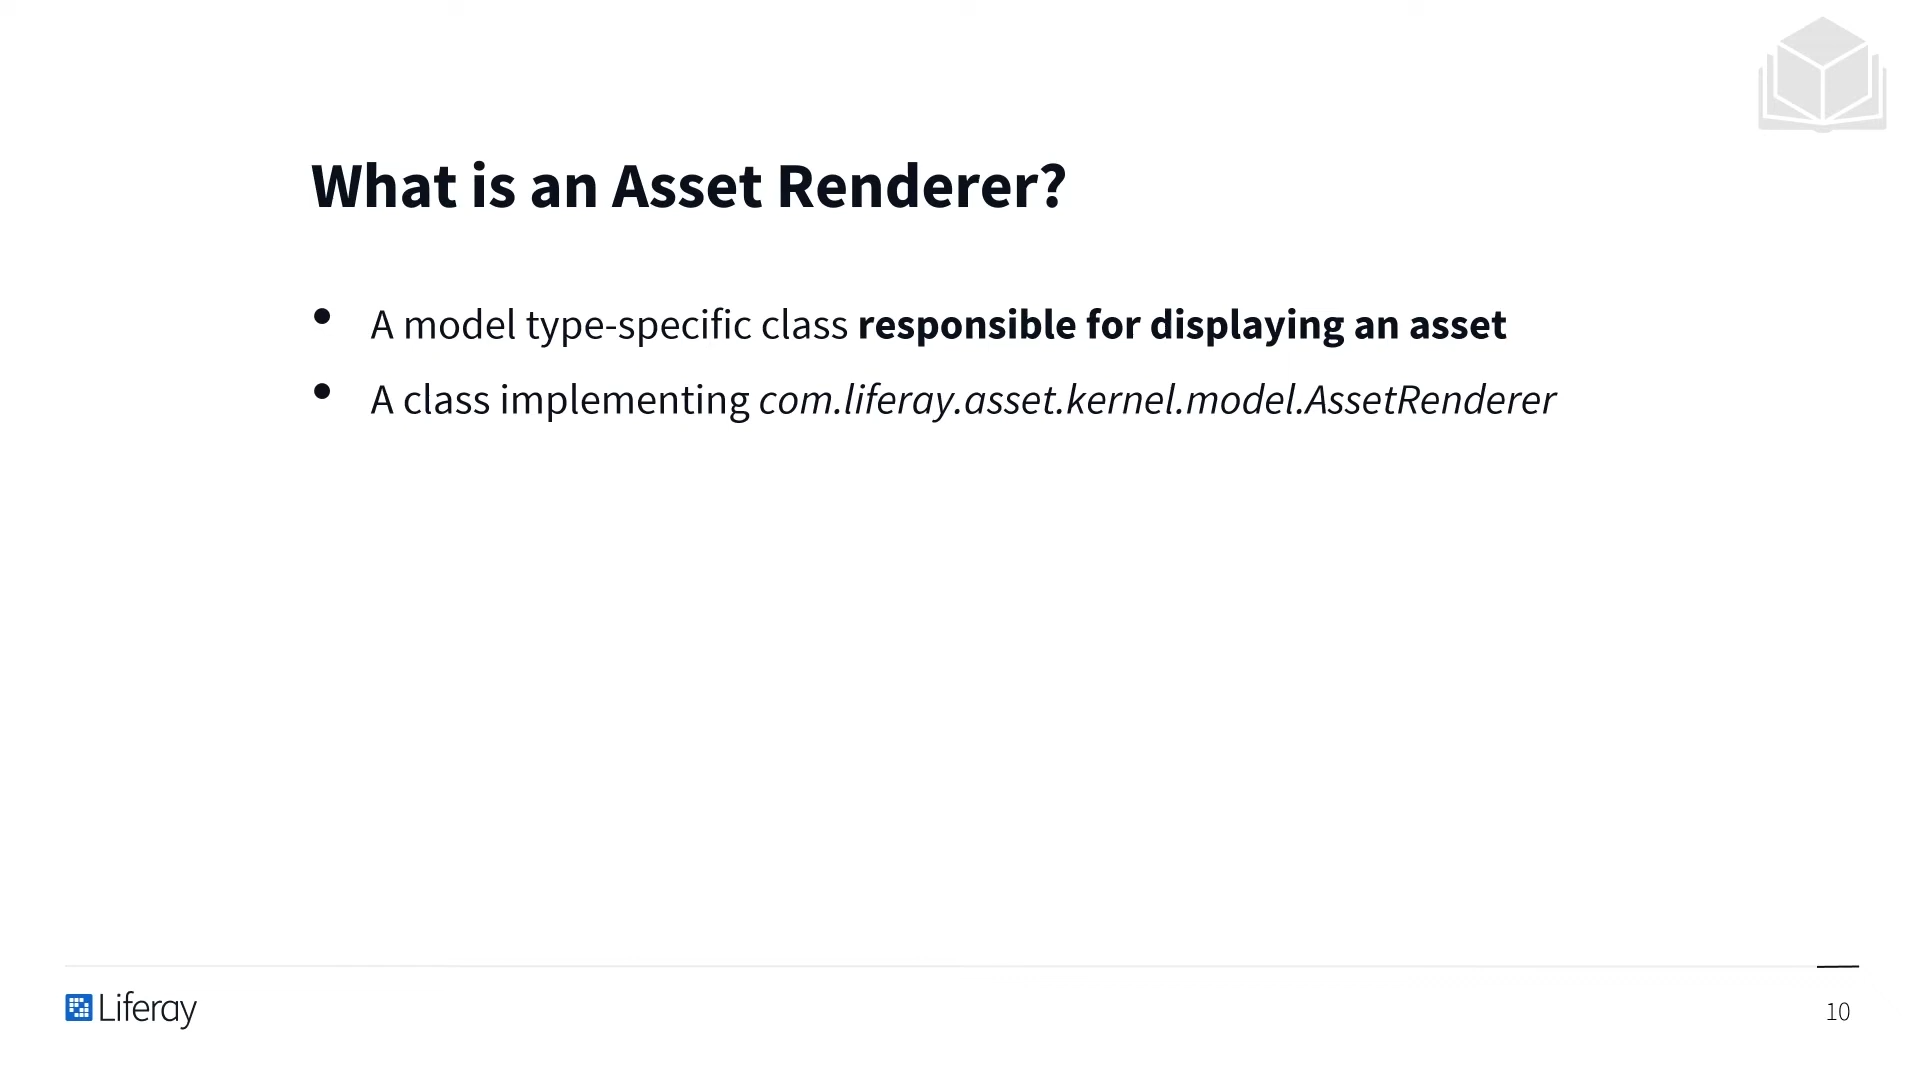 What is an Asset Renderer?
• A model type-specific class responsible for displaying an asset
• A class implementing com.liferay.asset.kernel.model.AssetRenderer
Liferay
10